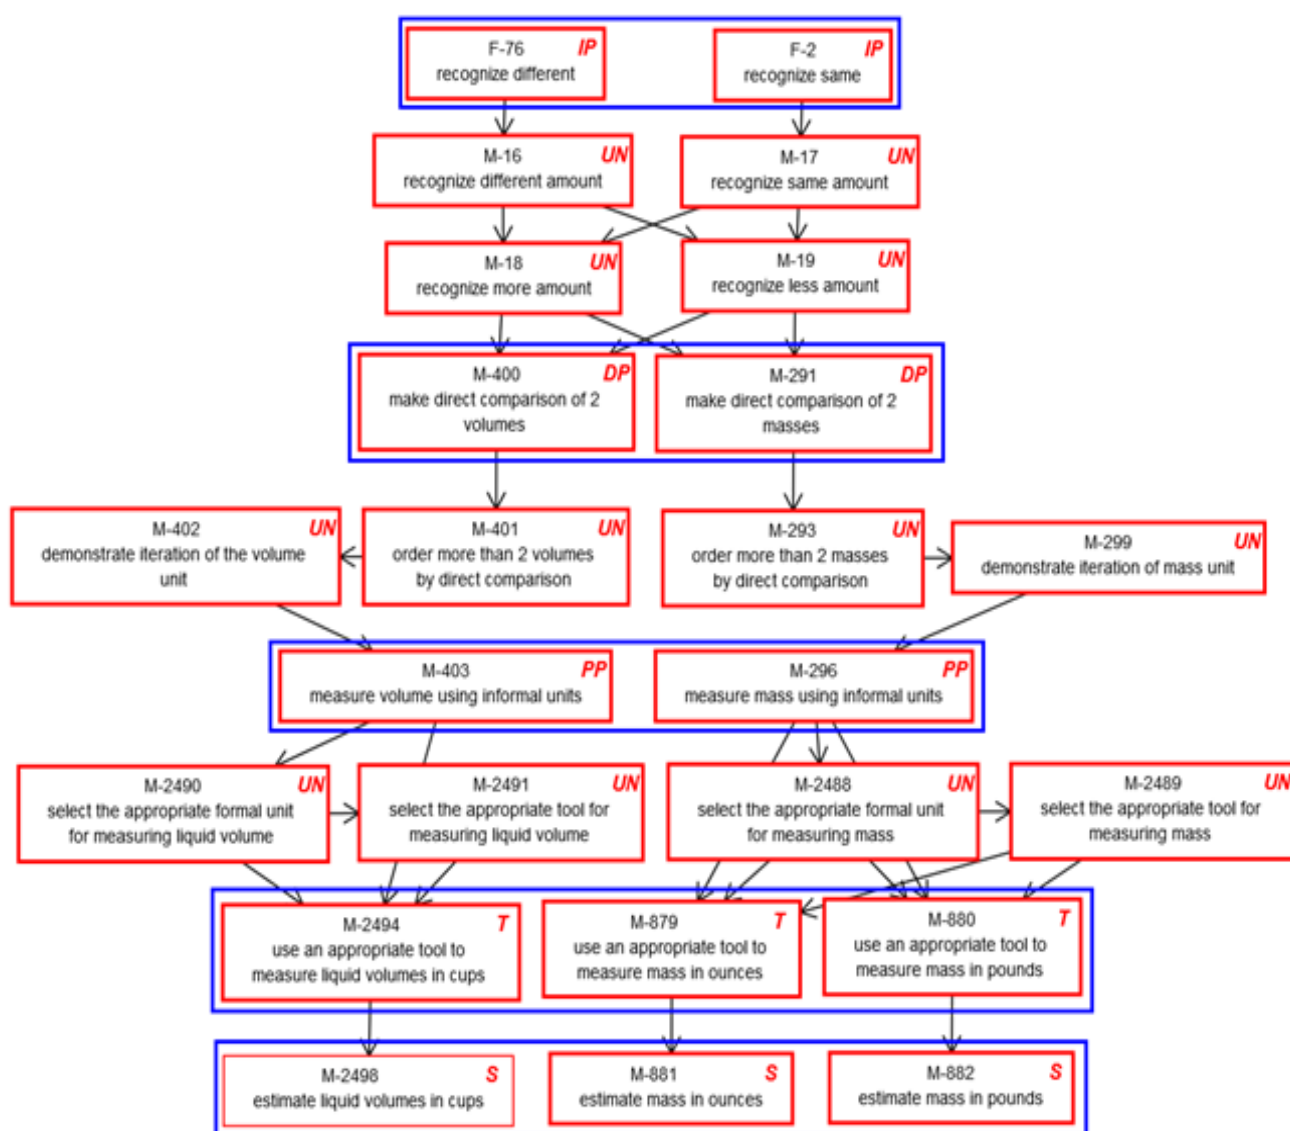 F-76 IP
recognize different
F-2 IP
recognize same
M-16 UN
recognize different amount
M-17 UN
recognize same amount
M-18 UN
recognize more amount
M-19 UN
recognize less amount
M-400 DP
make direct comparison of 2
volumes
M-291 DP
make direct comparison of 2
masses
M-402 UN
demonstrate iteration of the volume
unit
M-401 UN
order more than 2 volumes
by direct comparison
M-293 UN
order more than 2 masses
by direct comparison
M-299 UN
demonstrate iteration of mass unit
M-403 PP
measure volume using informal units
M-296 PP
measure mass using informal units
M-2490 UN
select the appropriate formal unit
for measuring liquid volume
M-2491 UN
select the appropriate tool for
measuring liquid volume
M-2488 UN
select the appropriate formal unit
for measuring mass
M-2489 UN
select the appropriate tool for
measuring mass
M-2494 T
use an appropriate tool to
measure liquid volumes in cups
M-879 T
use an appropriate tool to
measure mass in ounces
M-880 T
use an appropriate tool to
measure mass in pounds
M-2498 S
estimate liquid volumes in cups
M-881 S
estimate mass in ounces
M-882 S
estimate mass in pounds